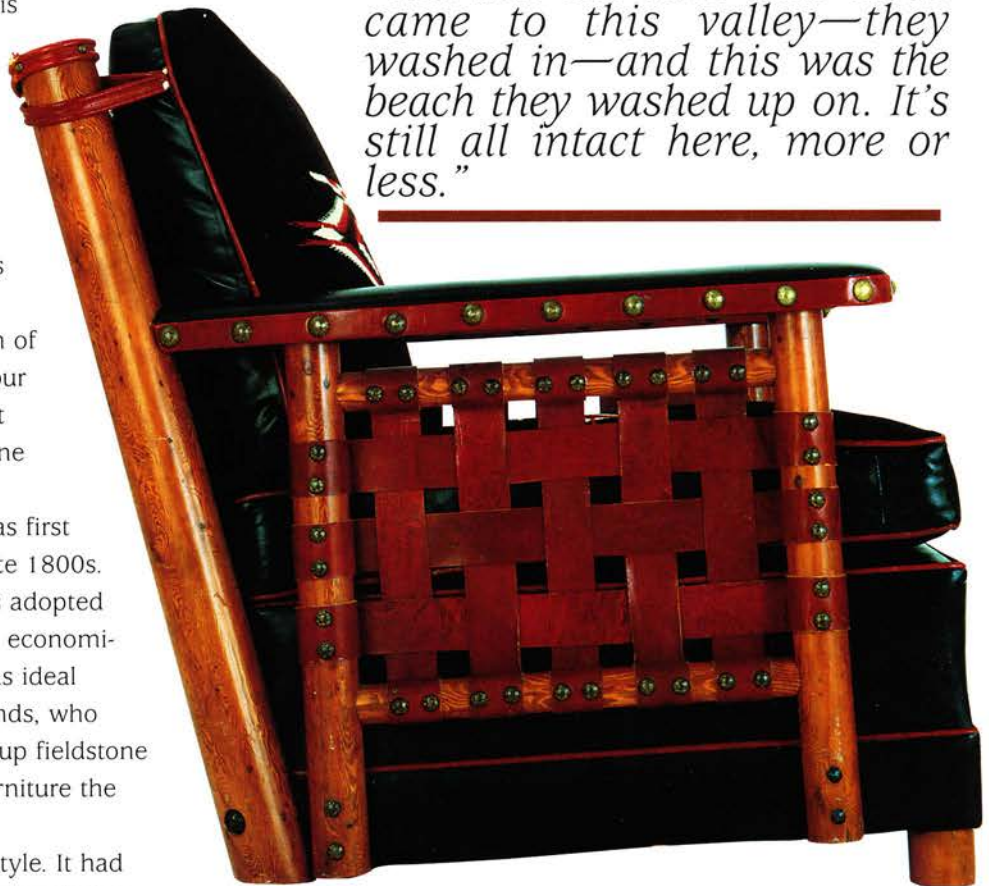 is
s
n of
our
t
ne
as first
te 1800s.
adopted
economi-
is ideal
nds, who
up fieldstone
rniture the
tyle. It had
came to this valley—they
washed in—and this was the
beach they washed up on. It's
still all intact here, more or
less."